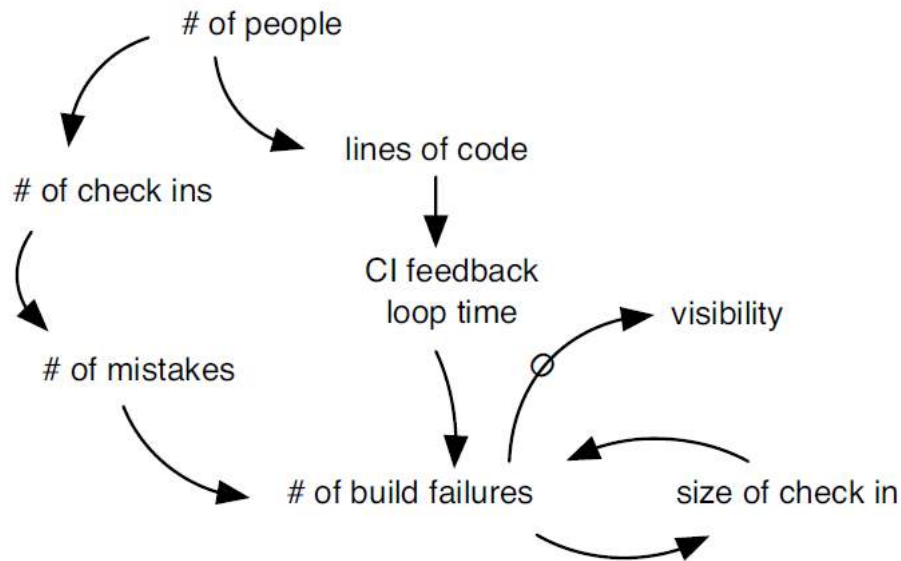 # of people
lines of code
# of check ins
CI feedback
loop time
visibility
# of mistakes
# of build failures
size of check in